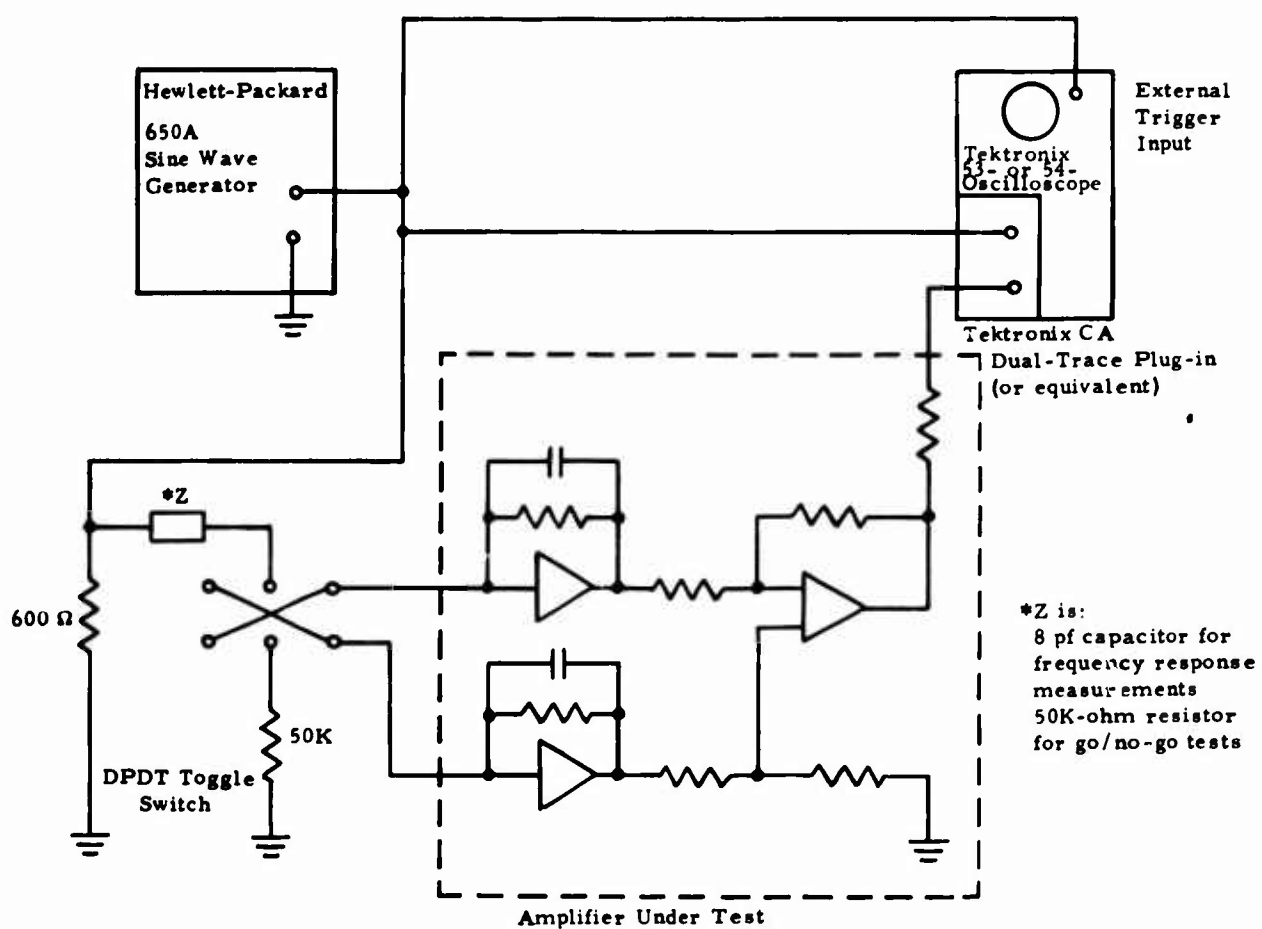 Hewlett-Packard
650A
Sine Wave
Generator
External
Trigger
Input
Tektronix
53- or 54-
Oscilloscope
Tektronix CA
Dual-Trace Plug-in
(or equivalent)
*Z
600 Ω
50K
DPDT Toggle
Switch
*Z is:
8 pf capacitor for
frequency response
measurements
50K-ohm resistor
for go/no-go tests
Amplifier Under Test